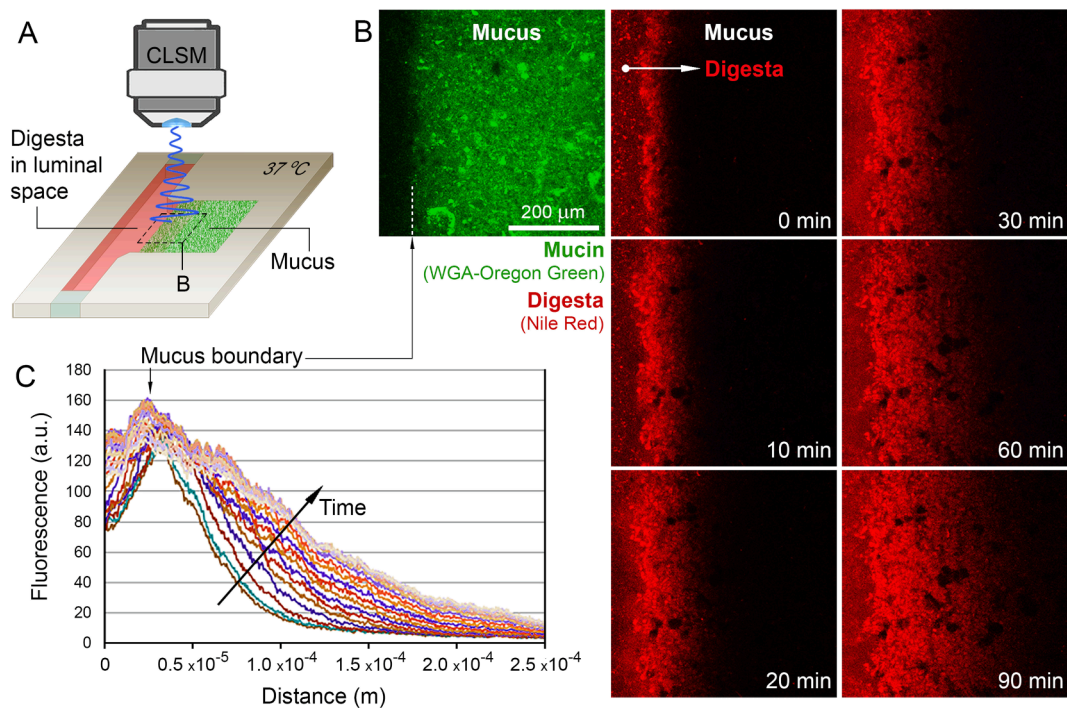 A
CLSM
Digesta
in luminal
space
37 ºC
Mucus
B
B
Mucus
200 µm
Mucin
(WGA-Oregon Green)
Digesta
(Nile Red)
Mucus boundary
Mucus
Digesta
0 min
30 min
10 min
60 min
20 min
90 min
C
Fluorescence (a.u.)
180
160
140
120
100
80
60
40
20
0
Time
0
0.5 x10-5
1.0 x10-4
1.5 x10-4
2.0 x10-4
2.5 x10-4
Distance (m)